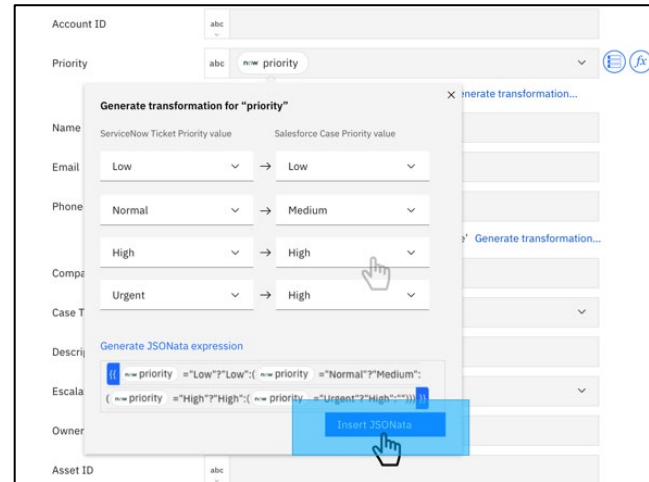 Account ID
abc
Priority
abc
now priority
fx
enerate transformation...
Generate transformation for “priority”
ServiceNow Ticket Priority value
Salesforce Case Priority value
Name
Low
→
Low
Email
Normal
→
Medium
Phone
High
→
High
e' Generate transformation...
Compa
Urgent
→
High
Case T
Generate JSONata expression
Descrip
{{ now priority ="Low"?"Low":( now priority ="Normal"?"Medium":
( now priority ="High"?"High":( now priority ="Urgent"?"High":""))) }}
Escala
Insert JSONata
Owner
Asset ID
abc